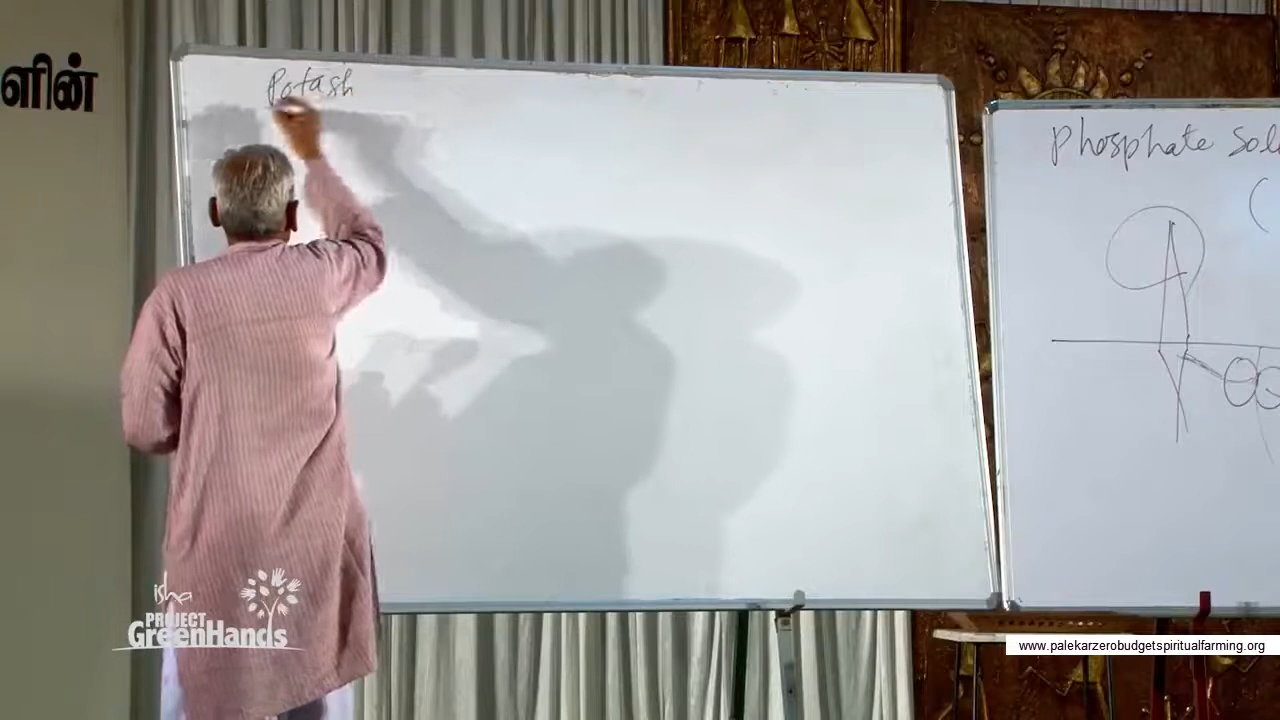 ளின்
Potash
Phosphate Sol
isha
PROJECT
GreenHands
www.palekarzerobudgetspiritualfarming.org